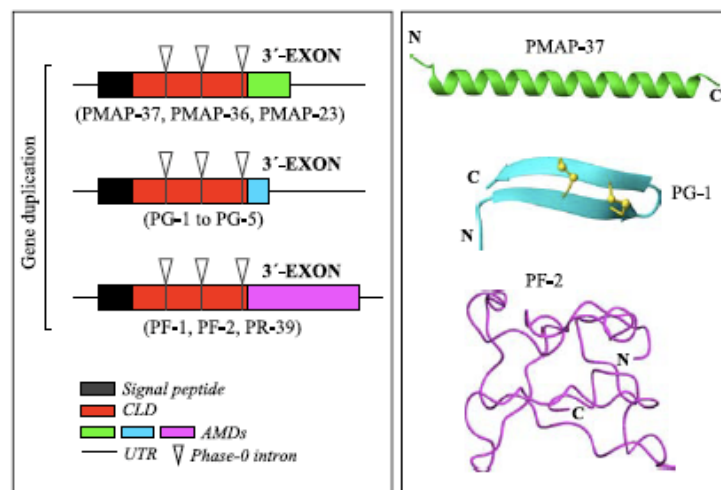 Gene duplication
3´-EXON
(PMAP-37, PMAP-36, PMAP-23)
3´-EXON
(PG-1 to PG-5)
3´-EXON
(PF-1, PF-2, PR-39)
Signal peptide
CLD
AMDs
UTR Phase-0 intron
N
PMAP-37
C
C
PG-1
N
PF-2
N
C